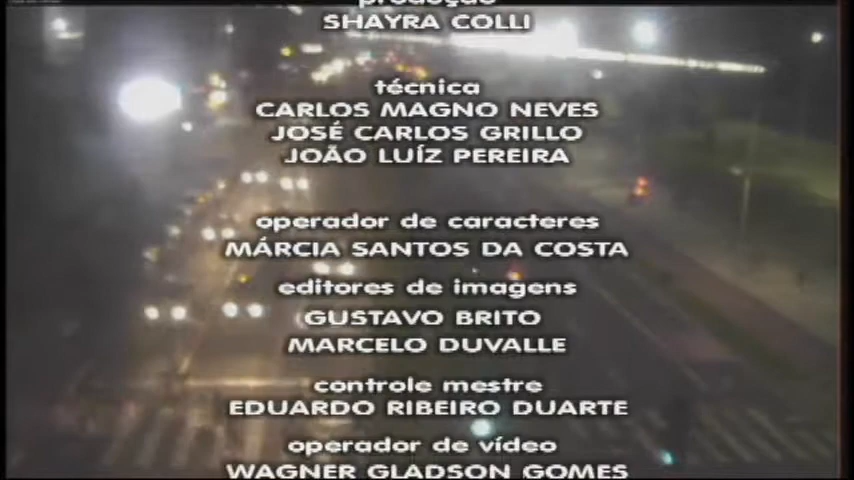 produção
SHAYRA COLLI
técnica
CARLOS MAGNO NEVES
JOSÉ CARLOS GRILLO
JOÃO LUÍZ PEREIRA
operador de caracteres
MÁRCIA SANTOS DA COSTA
editores de imagens
GUSTAVO BRITO
MARCELO DUVALLE
controle mestre
EDUARDO RIBEIRO DUARTE
operador de vídeo
WAGNER GLADSON GOMES